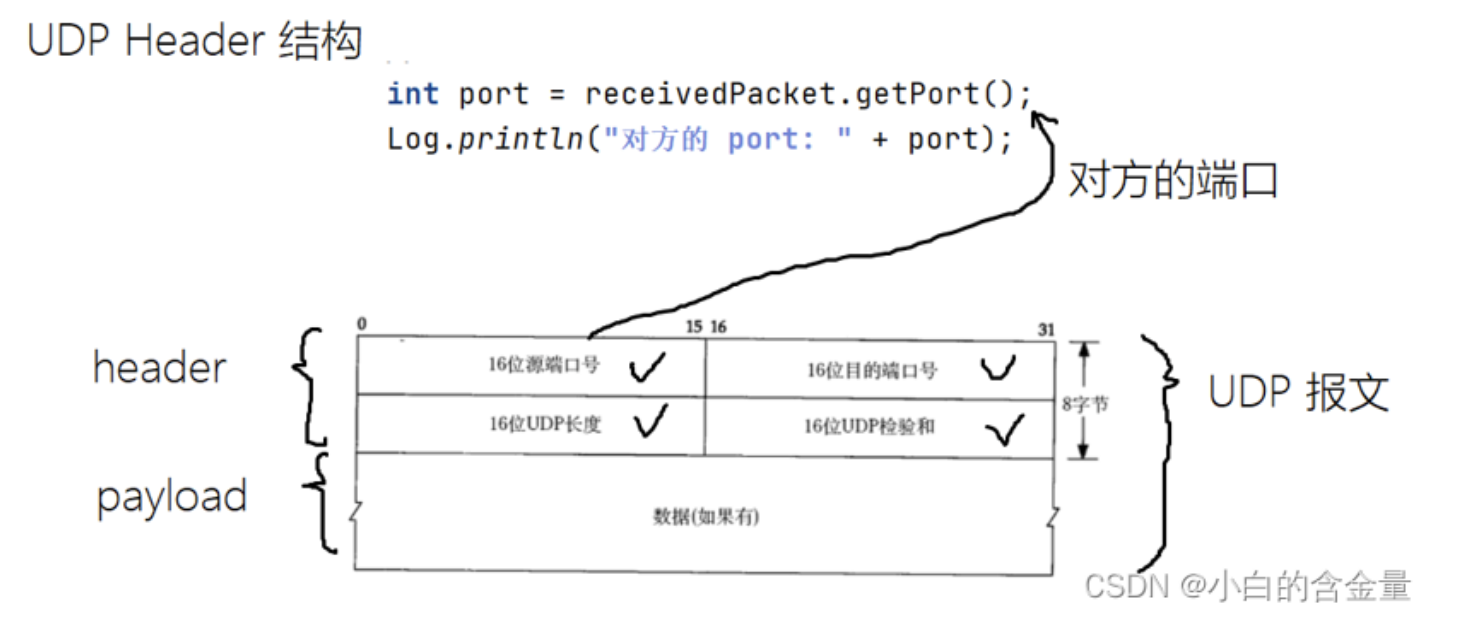 UDP Header 结构
int port = receivedPacket.getPort();
Log.println("对方的 port: " + port);
对方的端口
0 15 16 31
header
16位源端口号
16位目的端口号
8字节
UDP 报文
16位UDP长度
16位UDP检验和
payload
数据(如果有)
CSDN @小白的含金量